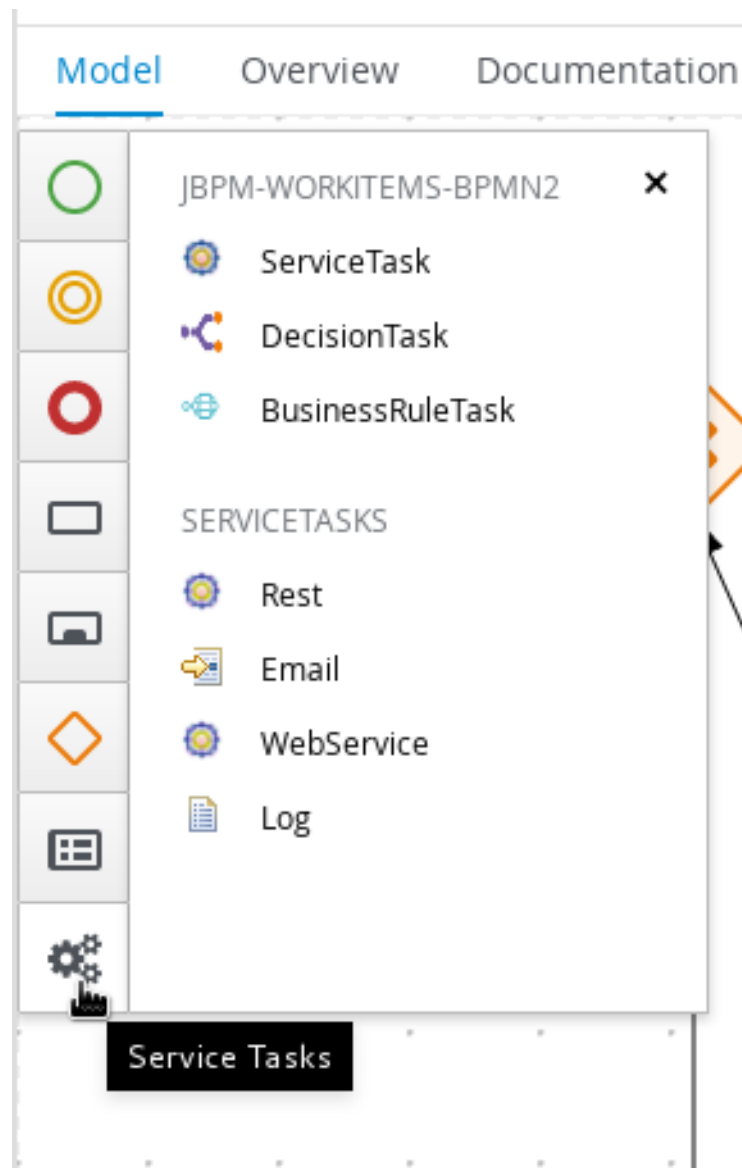 Model Overview Documentation
JBPM-WORKITEMS-BPMN2
ServiceTask
DecisionTask
BusinessRuleTask
SERVICETASKS
Rest
Email
WebService
Log
Service Tasks